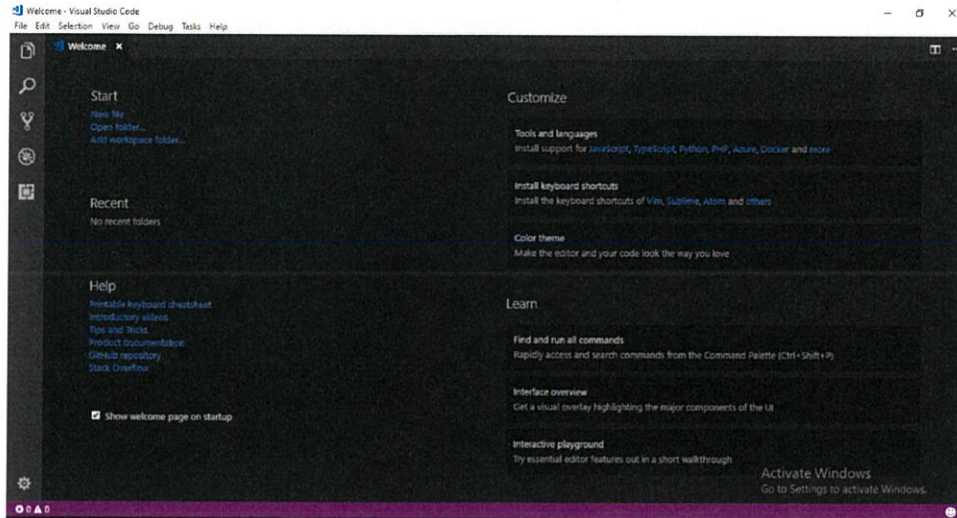 Welcome - Visual Studio Code
File Edit Selection View Go Debug Tasks Help
Welcome ×
Start
New file
Open folder...
Add workspace folder...
Recent
No recent folders
Help
Printable keyboard cheatsheet
Introductory videos
Tips and Tricks
Product documentation
GitHub repository
Stack Overflow
Show welcome page on startup
Customize
Tools and languages
Install support for JavaScript, TypeScript, Python, PHP, Azure, Docker and more
Install keyboard shortcuts
Install the keyboard shortcuts of Vim, Sublime, Atom and others
Color theme
Make the editor and your code look the way you love
Learn
Find and run all commands
Rapidly access and search commands from the Command Palette (Ctrl+Shift+P)
Interface overview
Get a visual overlay highlighting the major components of the UI
Interactive playground
Try essential editor features out in a short walkthrough
Activate Windows
Go to Settings to activate Windows.
0 0